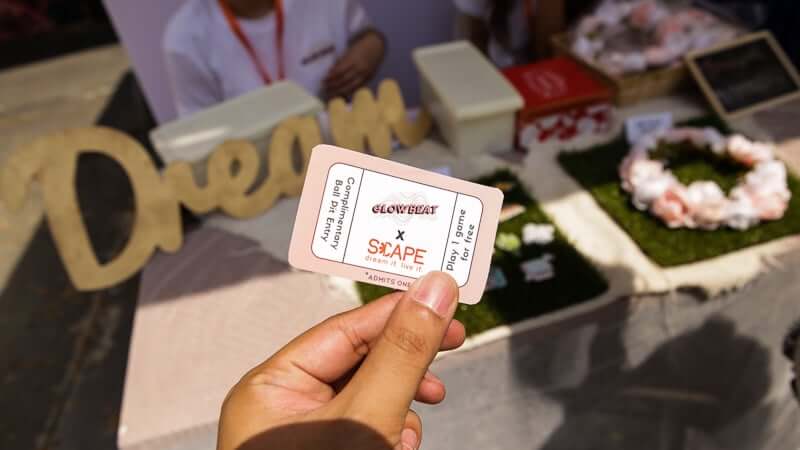 Dream
Complimentary
Ball Pit Entry
GLOWBEAT
X
SCAPE
dream it. live it.
*ADMITS ONE
Play 1 game
for free